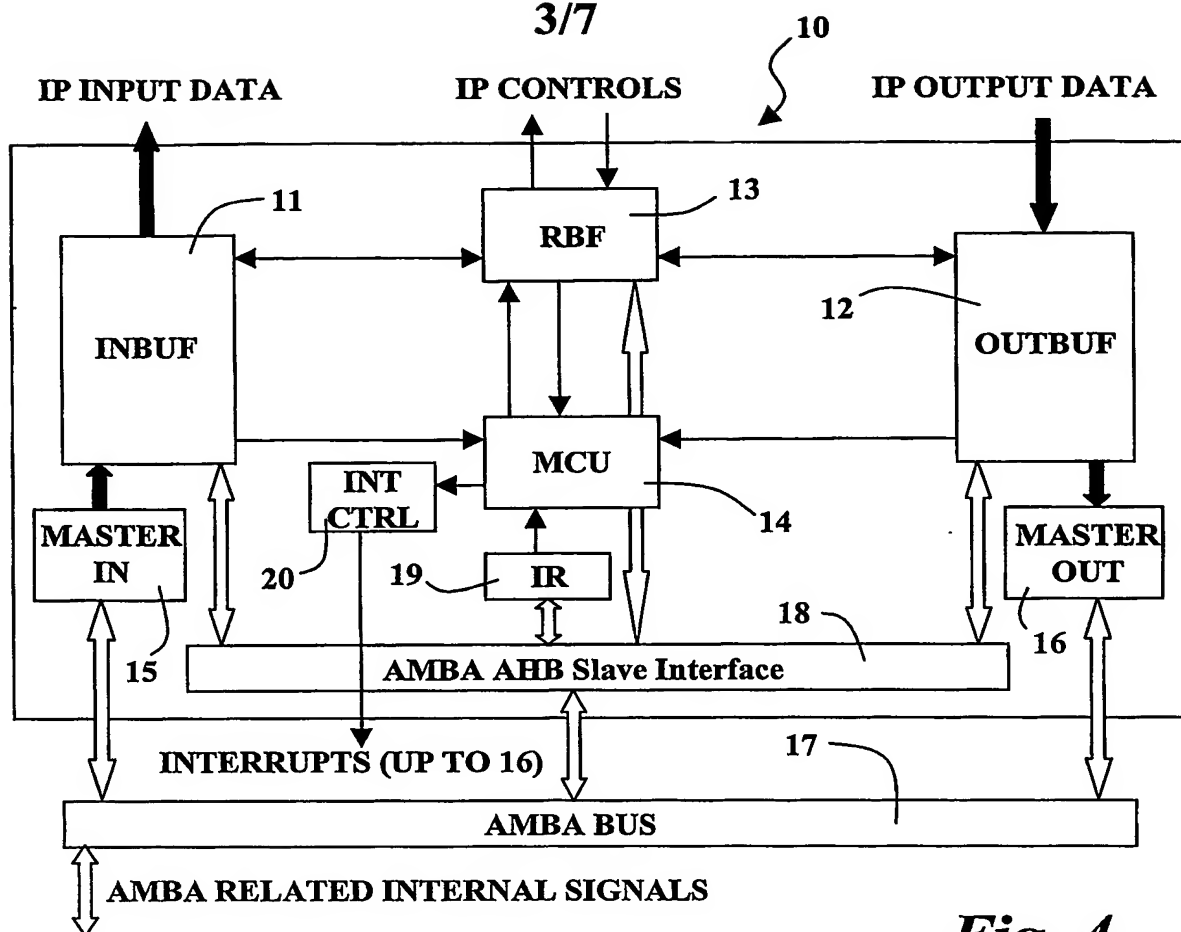 3/7
10
IP INPUT DATA
IP CONTROLS
IP OUTPUT DATA
11
13
RBF
12
INBUF
OUTBUF
MCU
INT
CTRL
14
MASTER
IN
MASTER
OUT
20
19
IR
15
18
16
AMBA AHB Slave Interface
INTERRUPTS (UP TO 16)
17
AMBA BUS
AMBA RELATED INTERNAL SIGNALS
Fig. 4